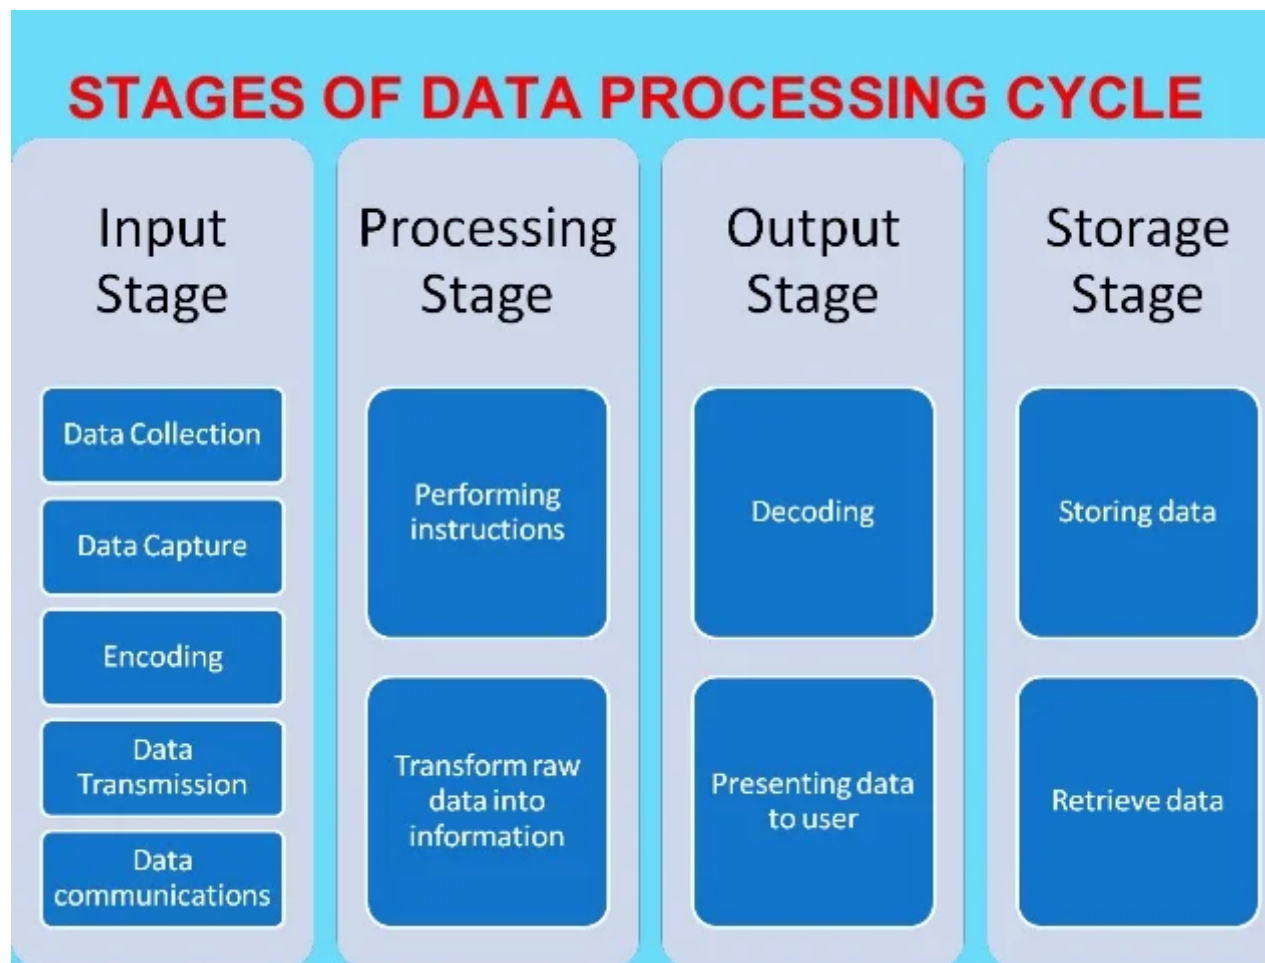 STAGES OF DATA PROCESSING CYCLE
Input
Stage
Data Collection
Data Capture
Encoding
Data
Transmission
Data
communications
Processing
Stage
Performing
instructions
Transform raw
data into
information
Output
Stage
Decoding
Presenting data
to user
Storage
Stage
Storing data
Retrieve data